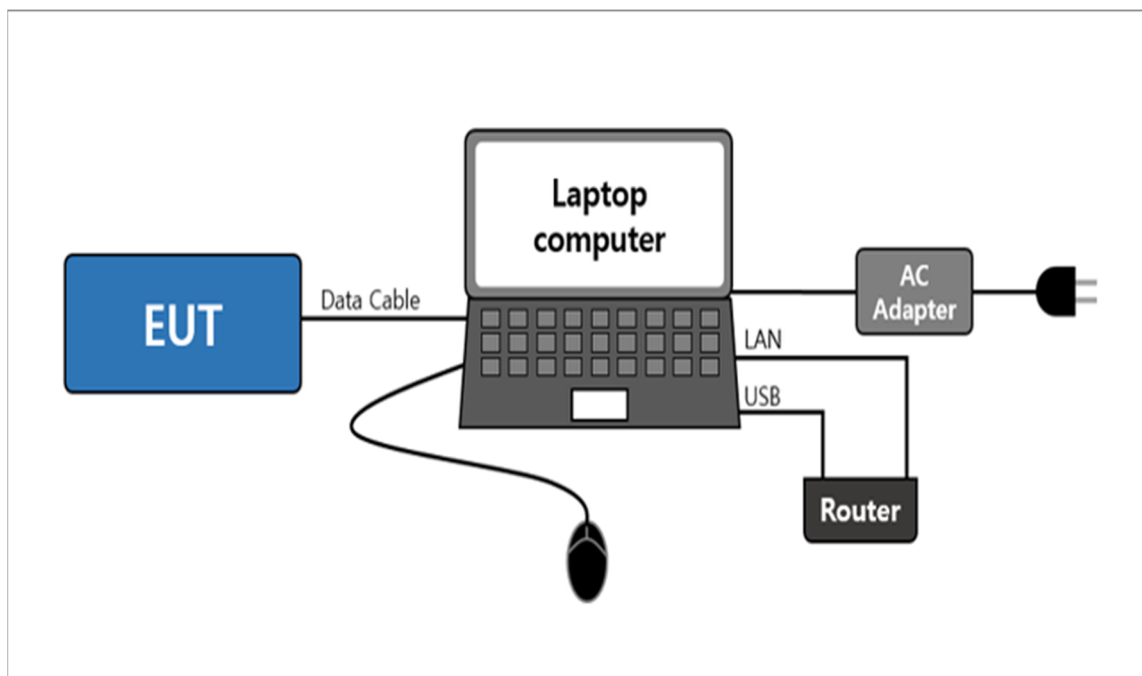 Laptop
computer
EUT
Data Cable
AC
Adapter
LAN
USB
Router